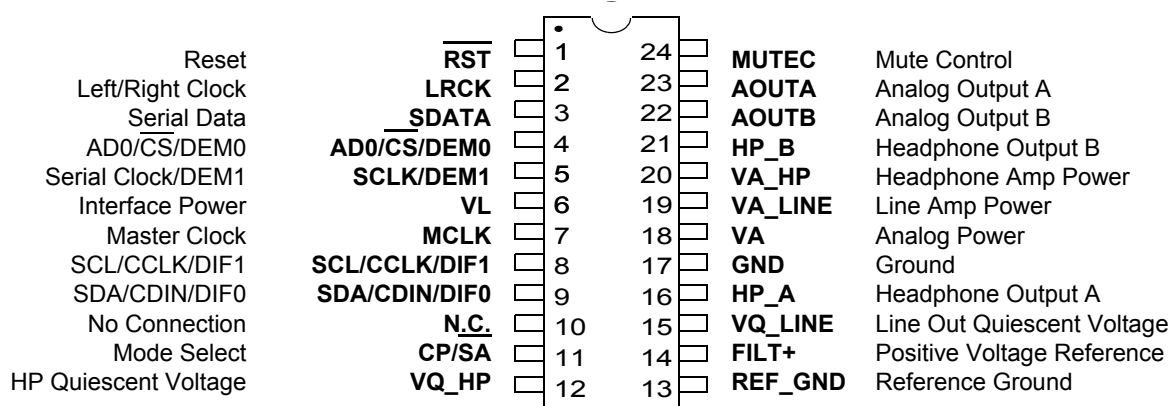 Reset RST 1 24 MUTEC Mute Control
Left/Right Clock LRCK 2 23 AOUTA Analog Output A
Serial Data SDATA 3 22 AOUTB Analog Output B
AD0/CS/DEM0 AD0/CS/DEM0 4 21 HP_B Headphone Output B
Serial Clock/DEM1 SCLK/DEM1 5 20 VA_HP Headphone Amp Power
Interface Power VL 6 19 VA_LINE Line Amp Power
Master Clock MCLK 7 18 VA Analog Power
SCL/CCLK/DIF1 SCL/CCLK/DIF1 8 17 GND Ground
SDA/CDIN/DIF0 SDA/CDIN/DIF0 9 16 HP_A Headphone Output A
No Connection N.C. 10 15 VQ_LINE Line Out Quiescent Voltage
Mode Select CP/SA 11 14 FILT+ Positive Voltage Reference
HP Quiescent Voltage VQ_HP 12 13 REF_GND Reference Ground